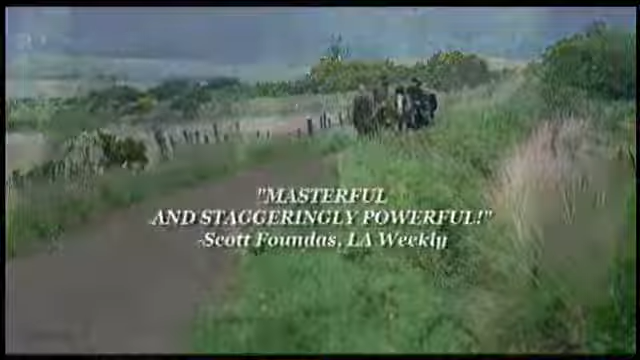 "MASTERFUL
AND STAGGERINGLY POWERFUL!"
-Scott Foundas, LA Weekly